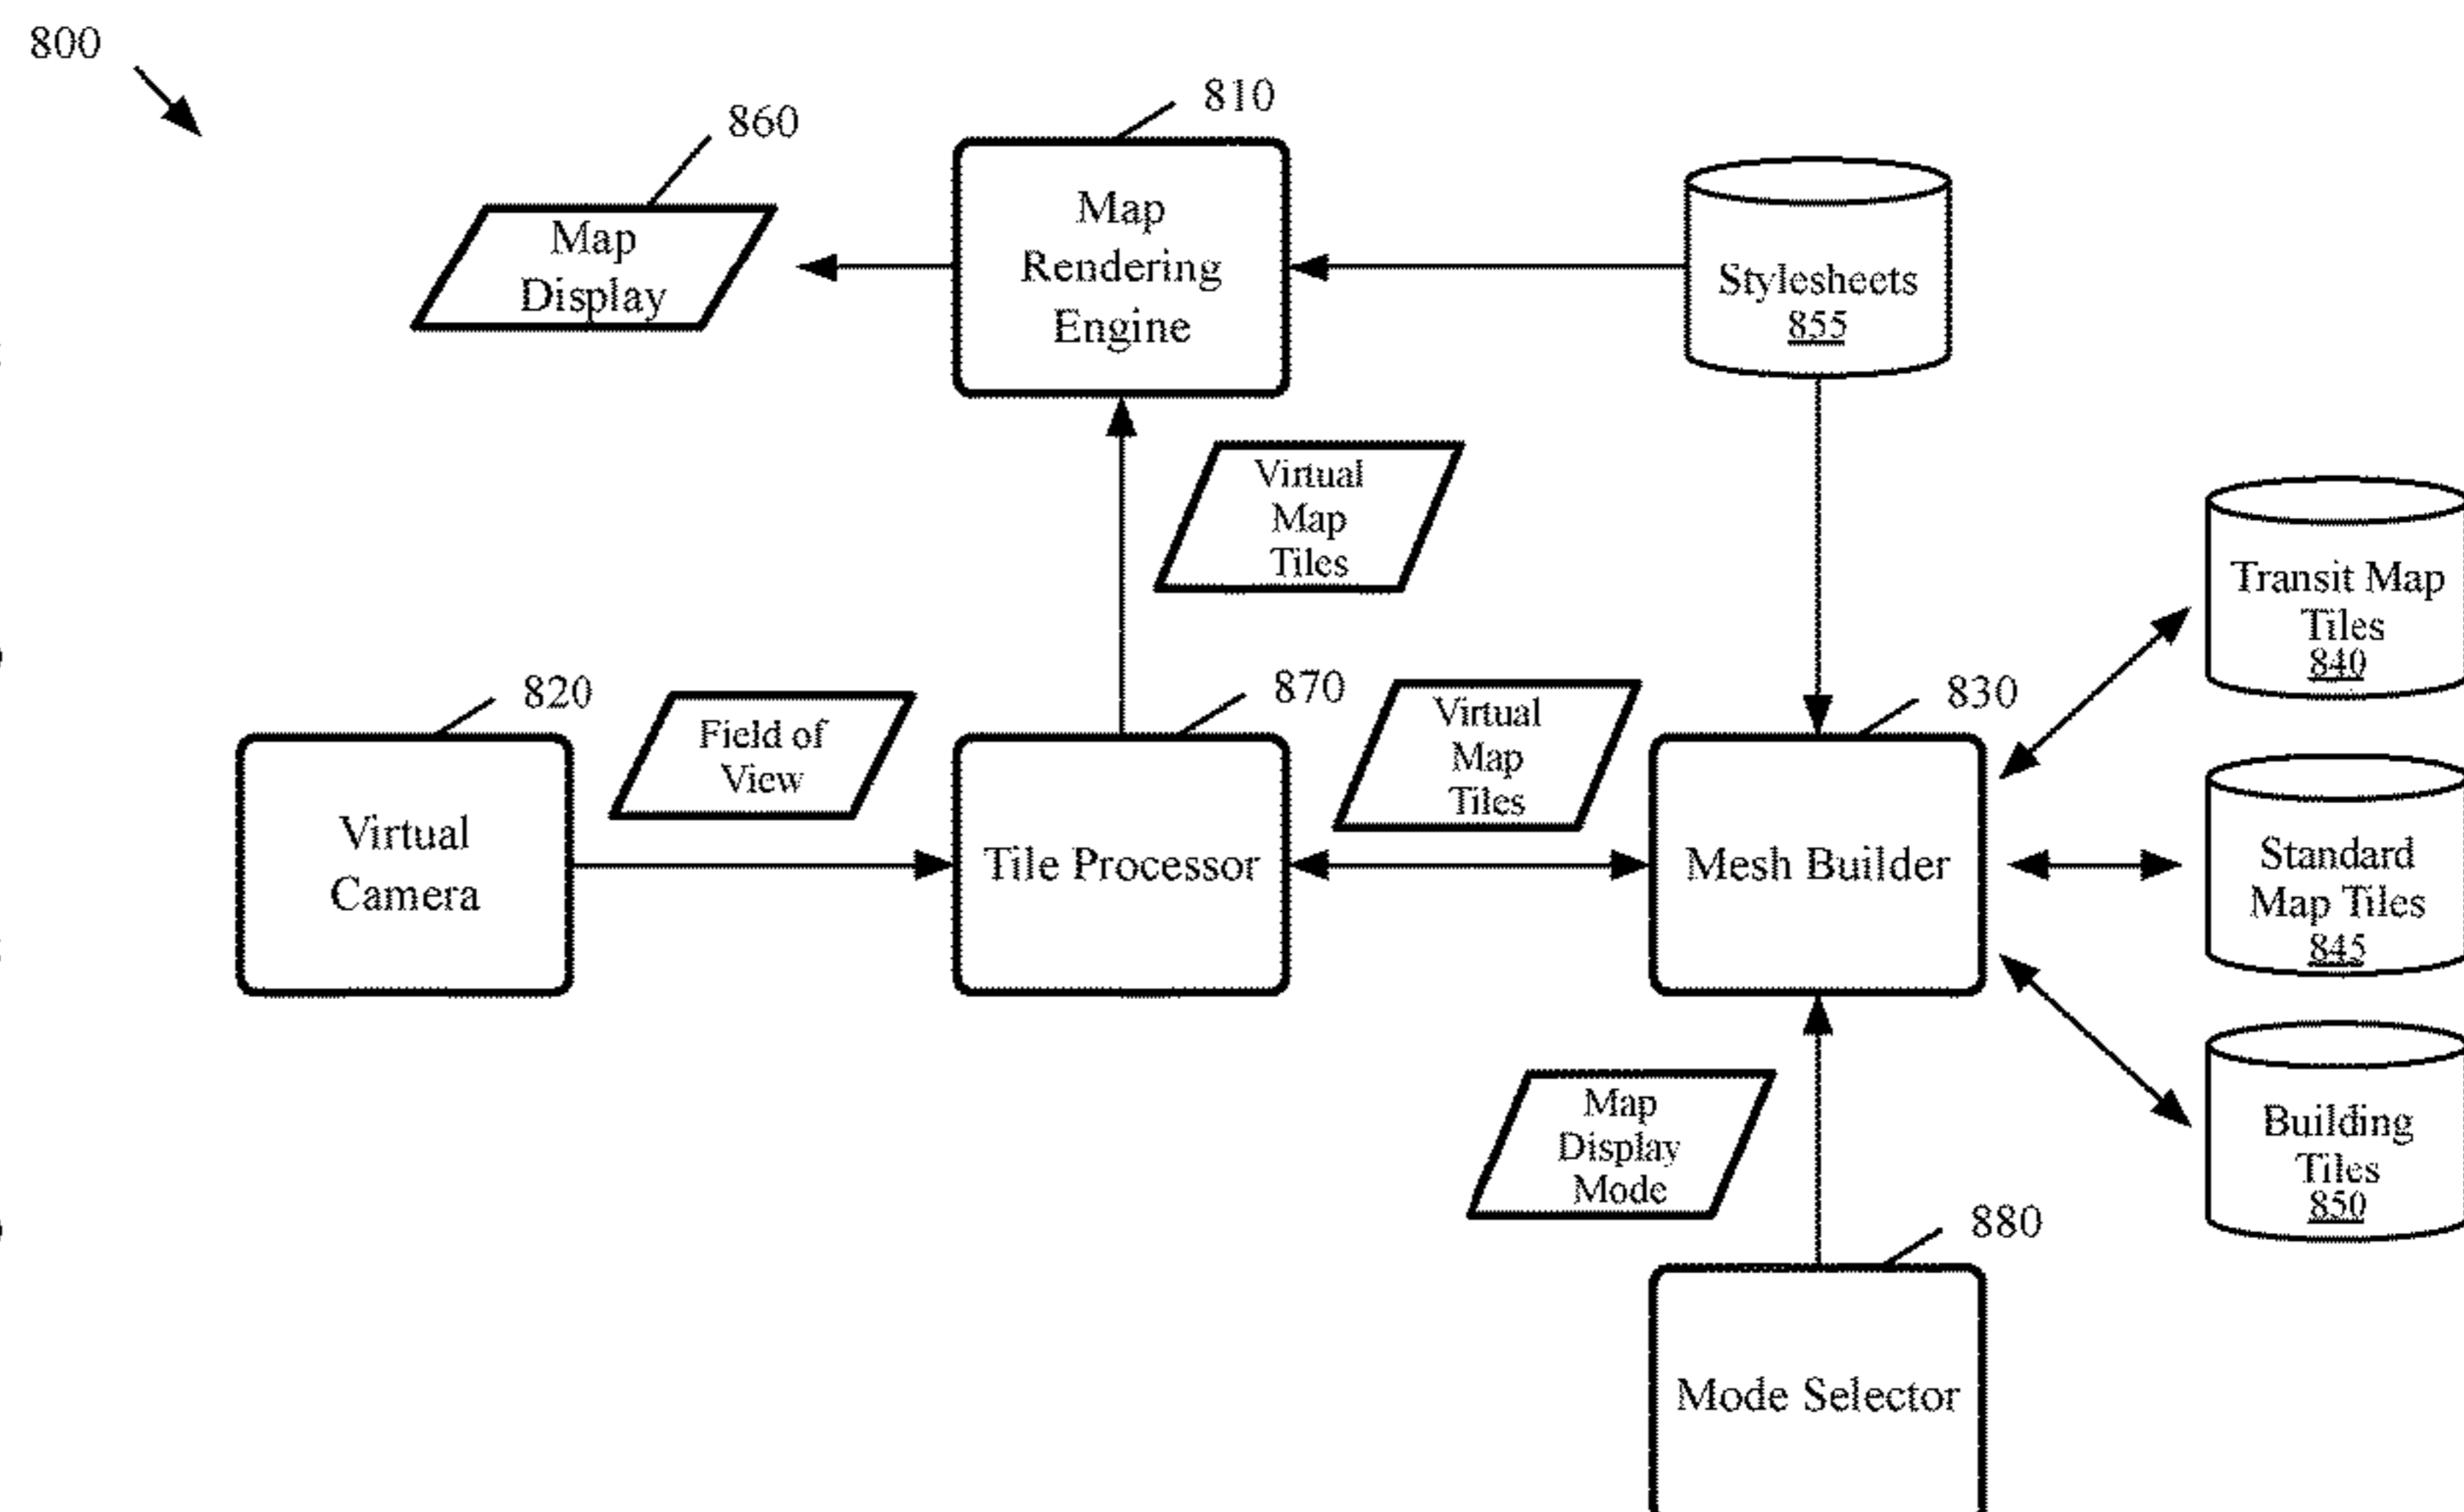 800
810
860
Map
Rendering
Engine
Map
Display
Stylesheets
855
Virtual
Map
Tiles
Transit Map
Tiles
840
820
Field of
View
870
Virtual
Map
Tiles
830
Virtual
Camera
Tile Processor
Mesh Builder
Standard
Map Tiles
845
Map
Display
Mode
Building
Tiles
850
880
Mode Selector